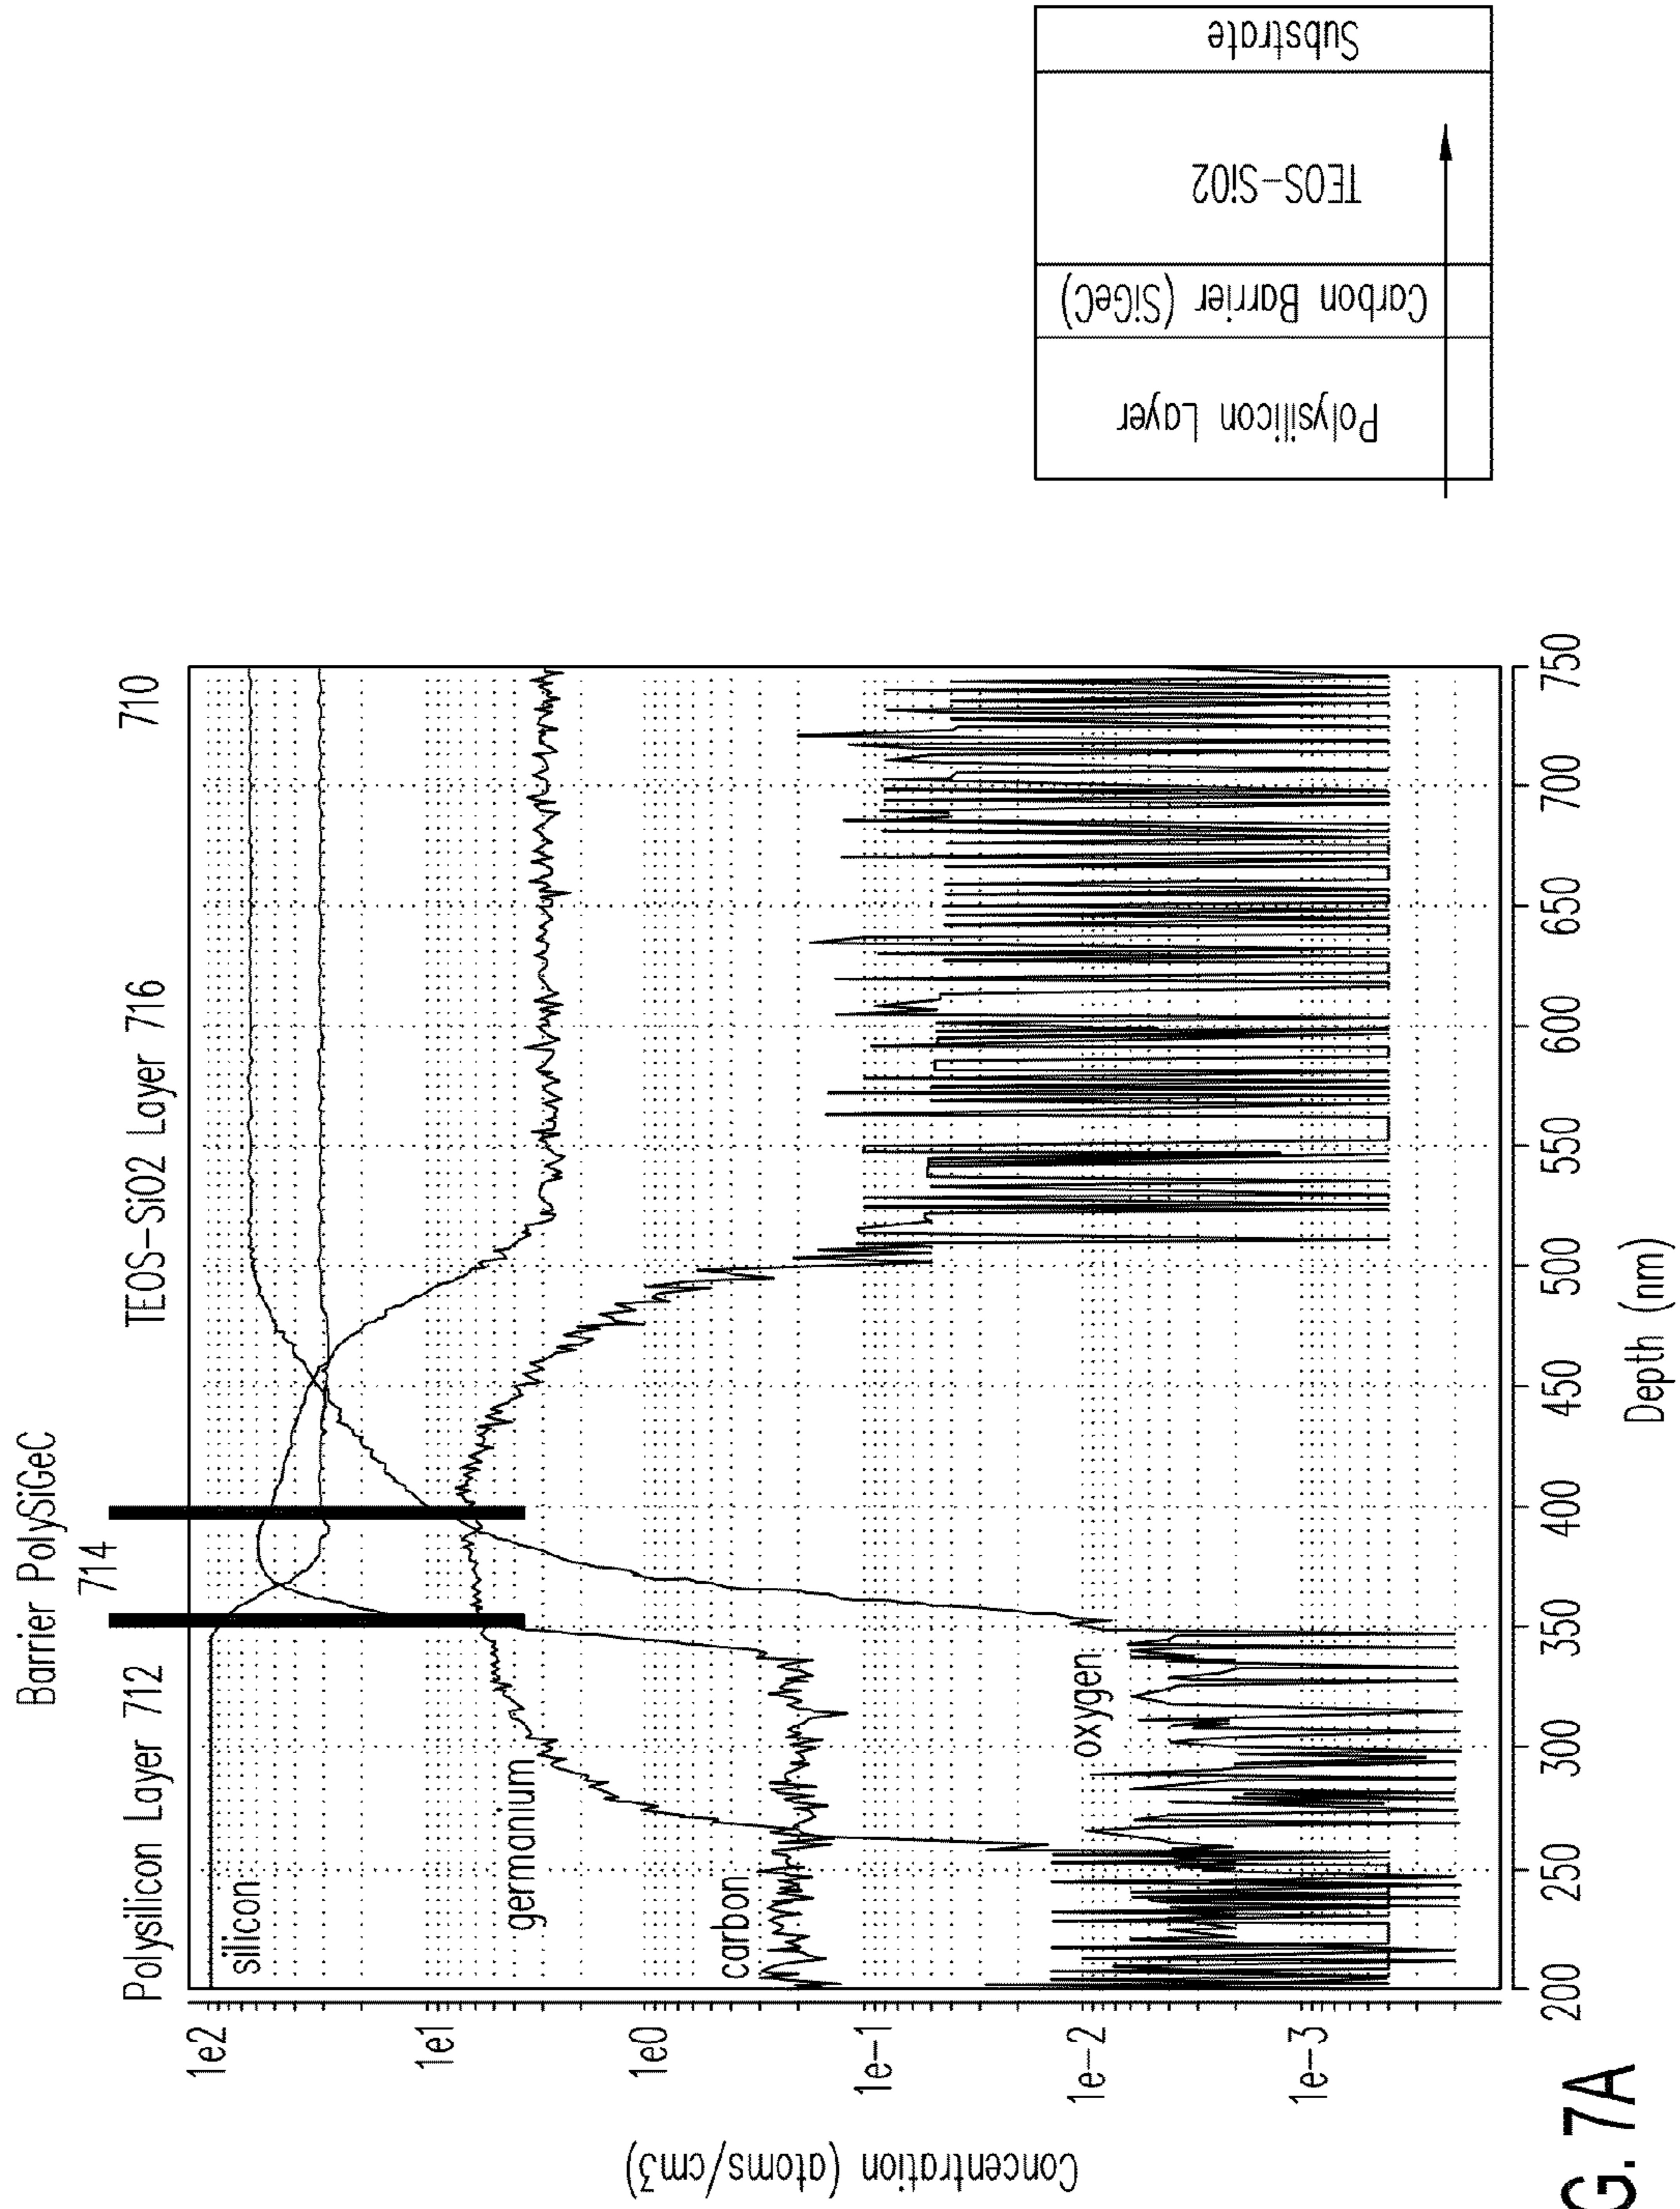 Barrier PolySiGeC
714
Polysilicon Layer 712
TEOS-SiO2 Layer 716
710
silicon
germanium
carbon
oxygen
1e2
1e1
1e0
1e-1
1e-2
1e-3
Concentration (atoms/cm3)
200
250
300
350
400
450
500
550
600
650
700
750
Depth (nm)
Polysilicon Layer
Carbon Barrier (SiGeC)
TEOS-SiO2
Substrate
G. 7A